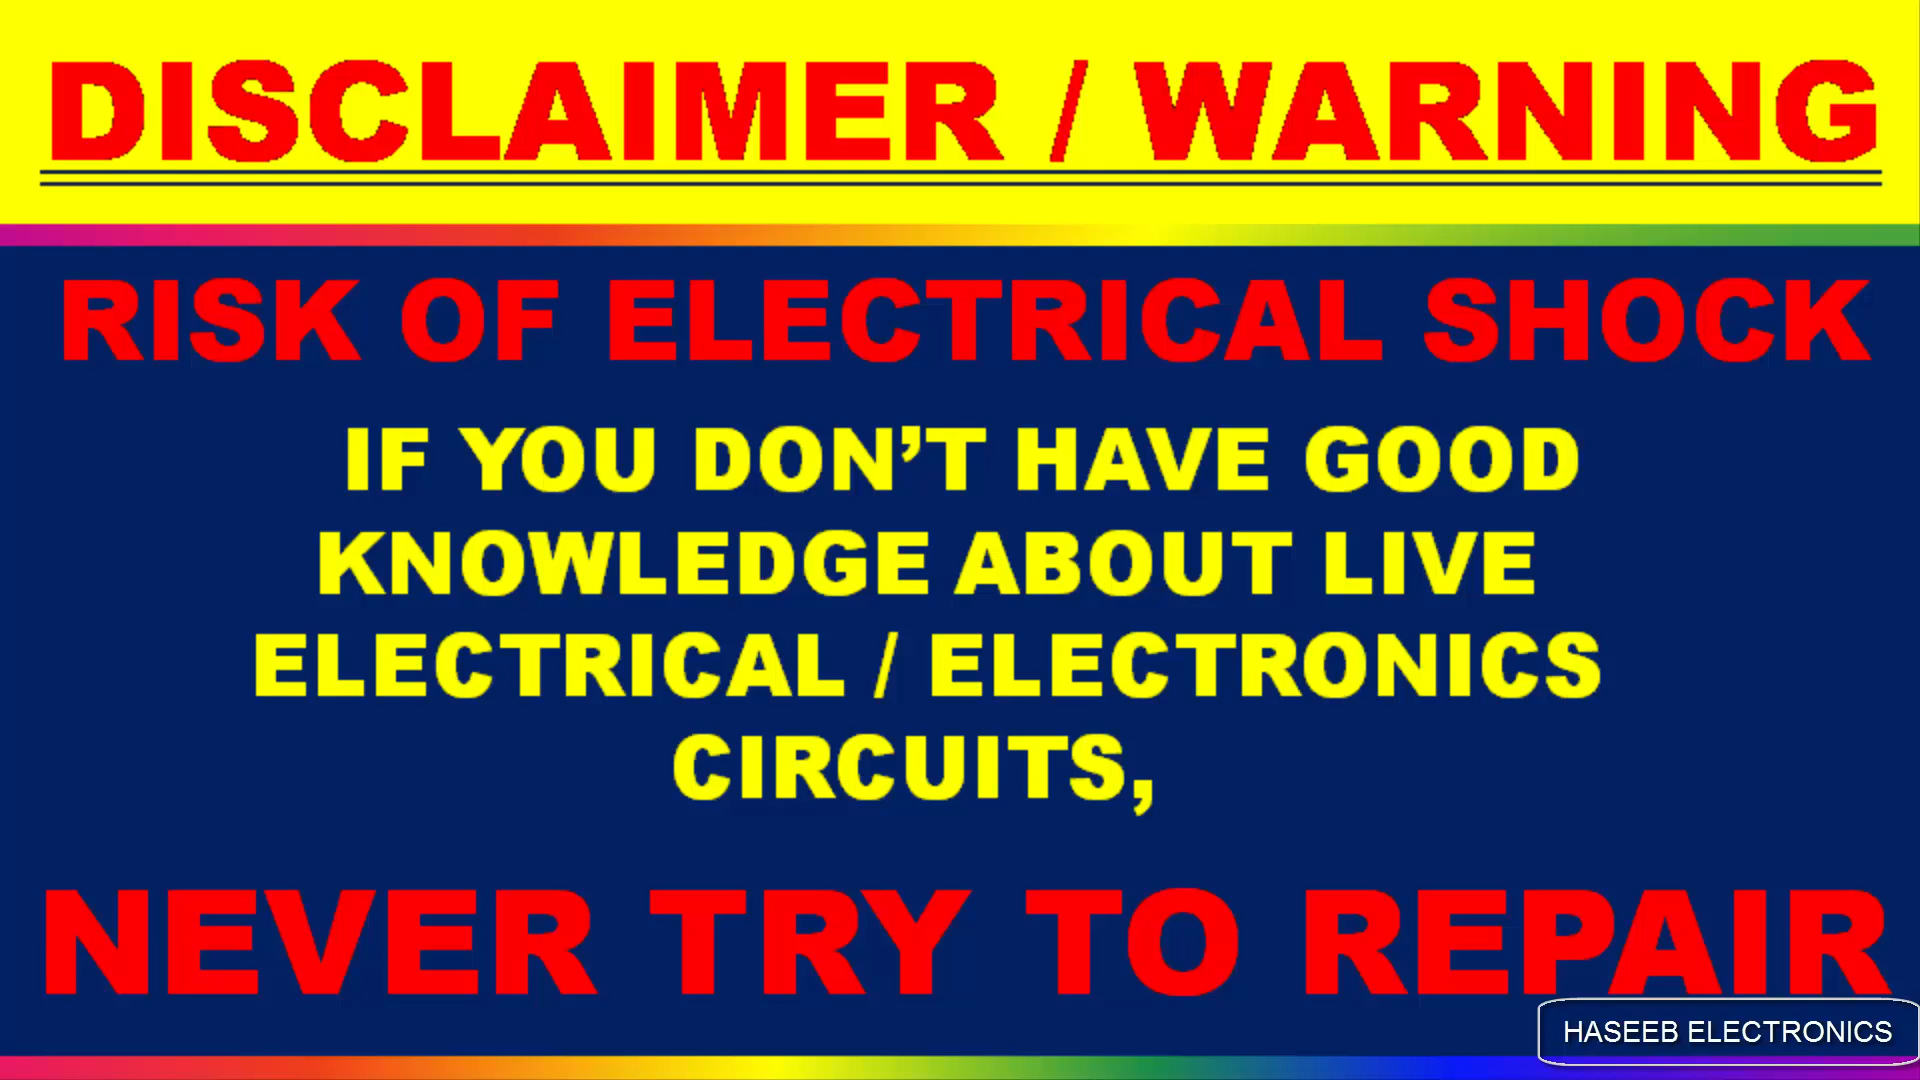 DISCLAIMER / WARNING
RISK OF ELECTRICAL SHOCK
IF YOU DON’T HAVE GOOD
KNOWLEDGE ABOUT LIVE
ELECTRICAL / ELECTRONICS
CIRCUITS,
NEVER TRY TO REPAIR
HASEEB ELECTRONICS